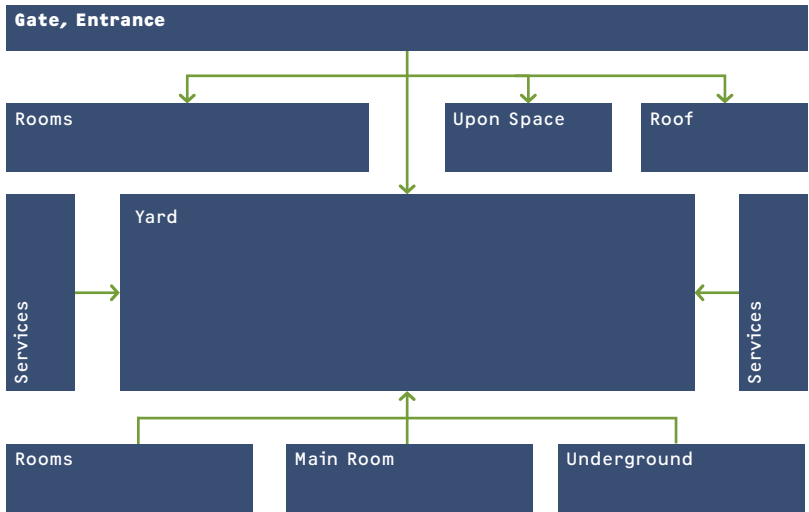 Gate, Entrance
Rooms
Upon Space
Roof
Services
Yard
Services
Rooms
Main Room
Underground